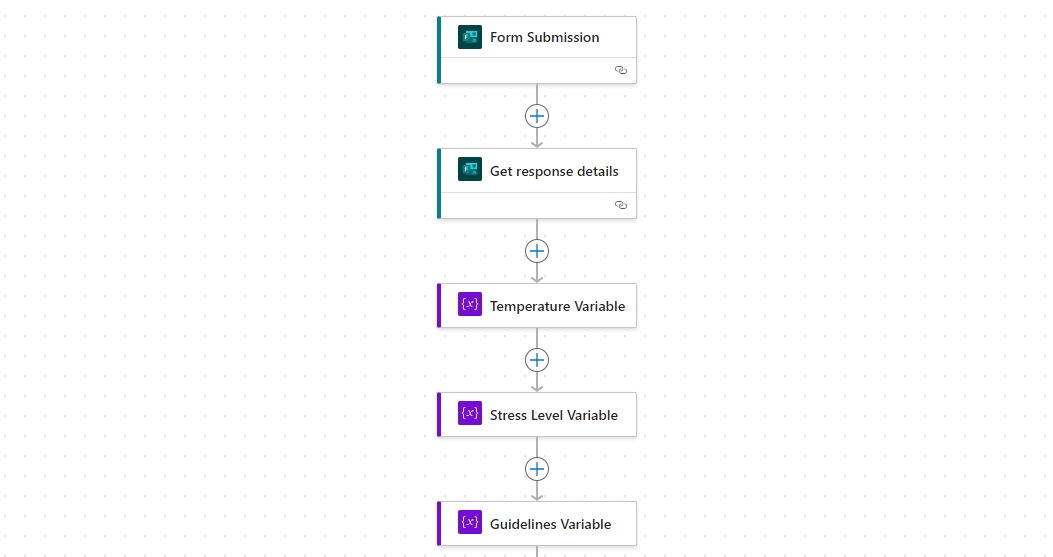 Form Submission
Get response details
{x} Temperature Variable
{x} Stress Level Variable
{x} Guidelines Variable